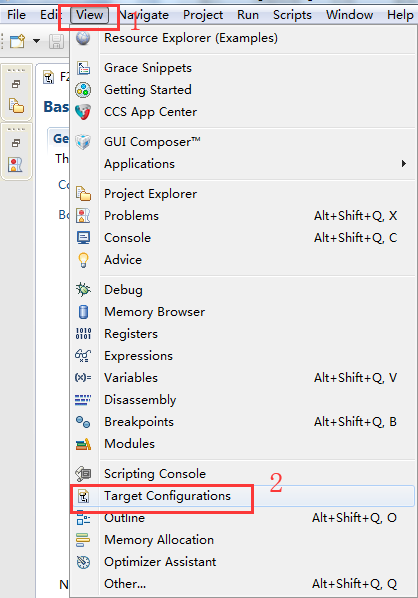 File Edit View Navigate Project Run Scripts Window Help
1
Resource Explorer (Examples)
Grace Snippets
Getting Started
CCS App Center
GUI Composer™
Applications
Project Explorer
Problems Alt+Shift+Q, X
Console Alt+Shift+Q, C
Advice
Debug
Memory Browser
Registers
Expressions
Variables Alt+Shift+Q, V
Disassembly
Breakpoints Alt+Shift+Q, B
Modules
Scripting Console
Target Configurations
2
Outline Alt+Shift+Q, O
Memory Allocation
Optimizer Assistant
Other... Alt+Shift+Q, Q
Bas
Ge
Th
Co
N